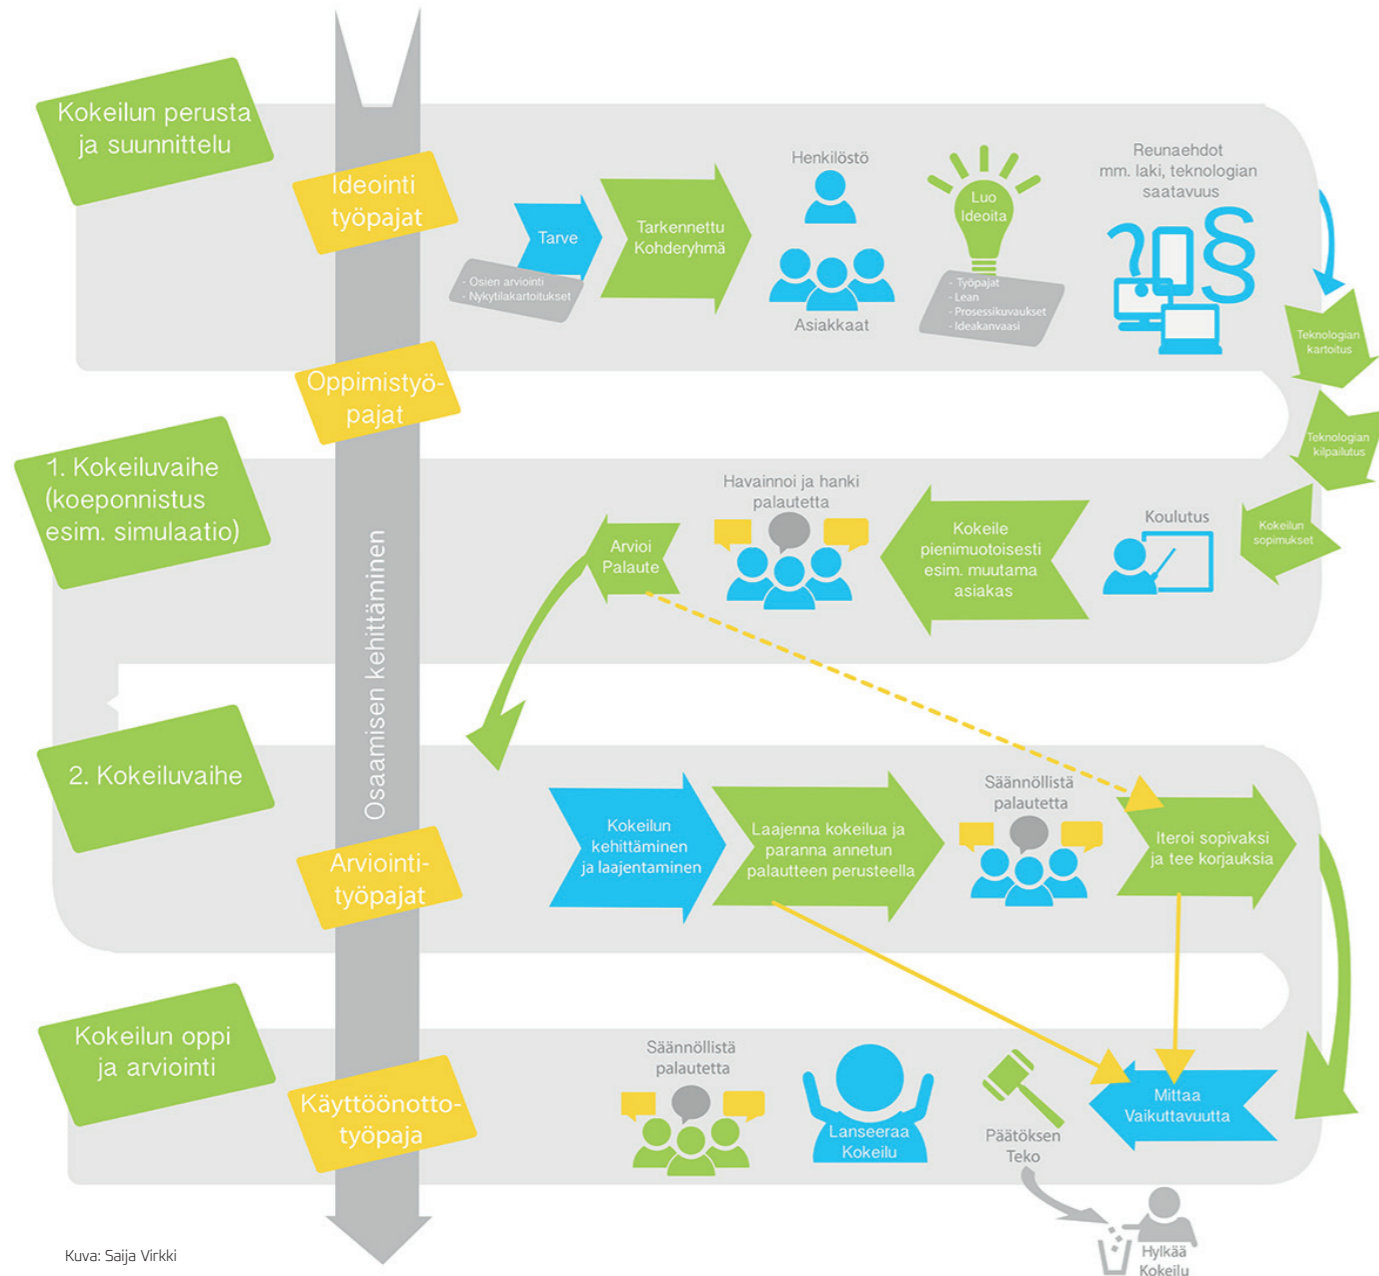 Kokeilun perusta
ja suunnittelu
Ideointi
työpajat
Tarve
- Osien arviointi
- Nykytilakartoitukset
Tarkennettu
Kohderyhmä
Henkilöstö
Asiakkaat
Luo
Ideoita
- Työpajat
- Lean
- Prosessikuvaukset
- Ideakanvaasi
Reunaehdot
mm. laki, teknologian
saatavuus
?
§
Teknologian
kartoitus
Teknologian
kilpailutus
Kokeilun
sopimukset
Oppimistyö-
pajat
1. Kokeiluvaihe
(koeponnistus
esim. simulaatio)
Koulutus
Kokeile
pienimuotoisesti
esim. muutama
asiakas
Havainnoi ja hanki
palautetta
Arvioi
Palaute
Osaamisen kehittäminen
2. Kokeiluvaihe
Arviointi-
työpajat
Kokeilun
kehittäminen
ja laajentaminen
Laajenna kokeilua ja
paranna annetun
palautteen perusteella
Säännöllistä
palautetta
Iteroi sopivaksi
ja tee korjauksia
Kokeilun oppi
ja arviointi
Käyttöönotto-
työpaja
Säännöllistä
palautetta
Lanseeraa
Kokeilu
Päätöksen
Teko
Mittaa
Vaikuttavuutta
Hylkää
Kokeilu
Kuva: Saija Virkki